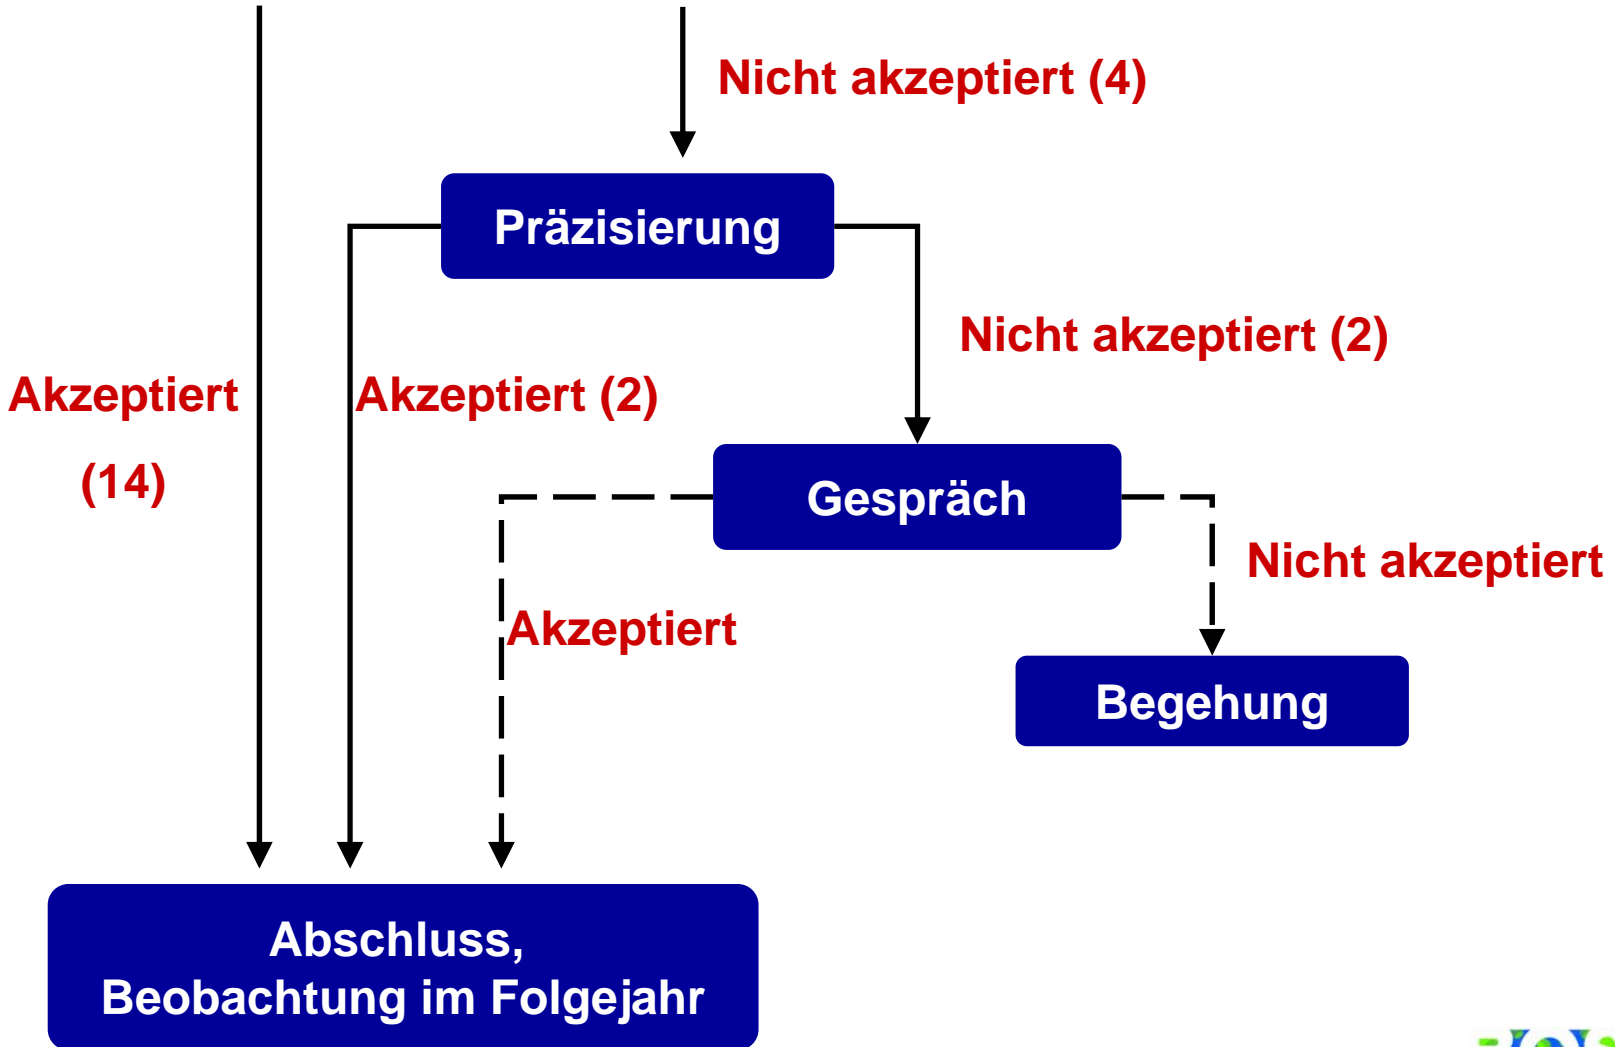 Nicht akzeptiert (4)
Präzisierung
Nicht akzeptiert (2)
Akzeptiert
(14)
Akzeptiert (2)
Gespräch
Nicht akzeptiert
Akzeptiert
Begehung
Abschluss,
Beobachtung im Folgejahr